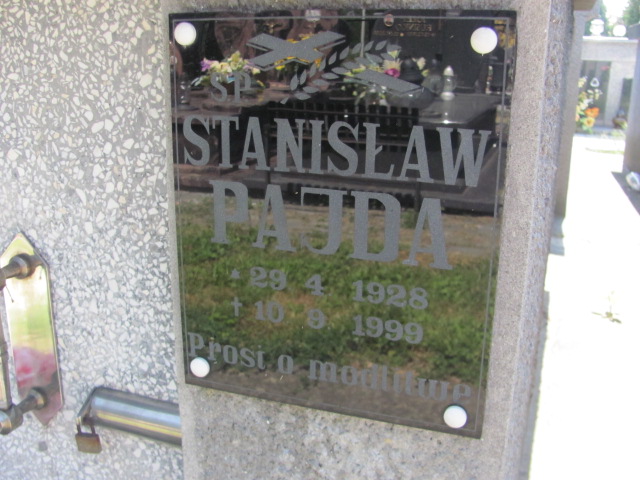 ŚP
STANISŁAW
PAJDA
* 29 4 1928
† 10 9 1999
Prosi o modlitwę